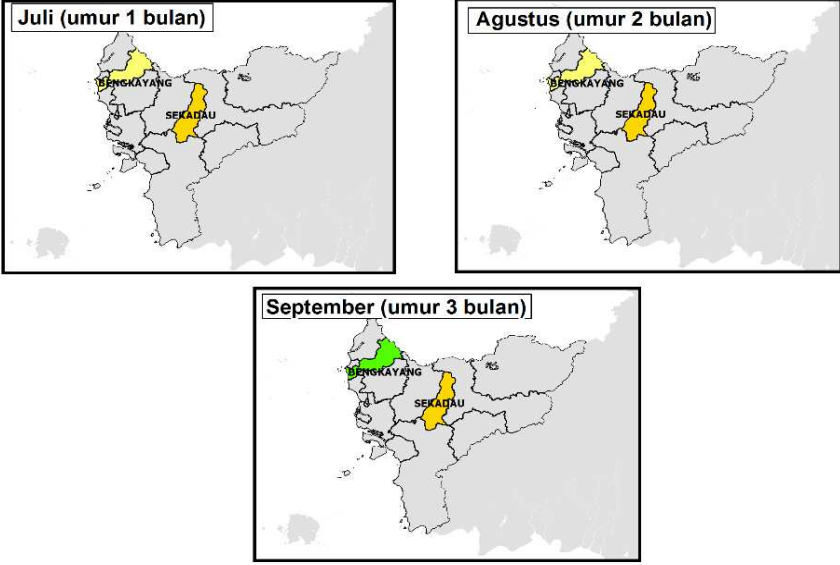 Juli (umur 1 bulan)
BENGKAYANG
SEKADAU
Agustus (umur 2 bulan)
BENGKAYANG
SEKADAU
September (umur 3 bulan)
BENGKAYANG
SEKADAU